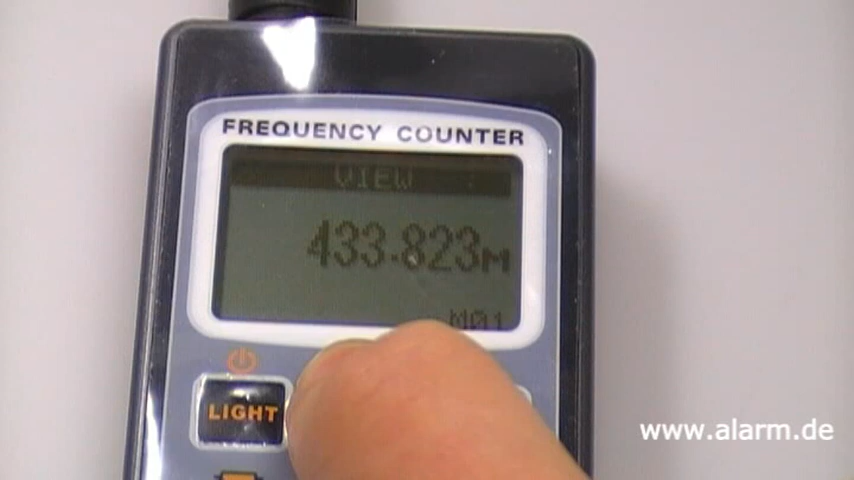 FREQUENCY COUNTER
VIEW
433.823M
M01
LIGHT
www.alarm.de